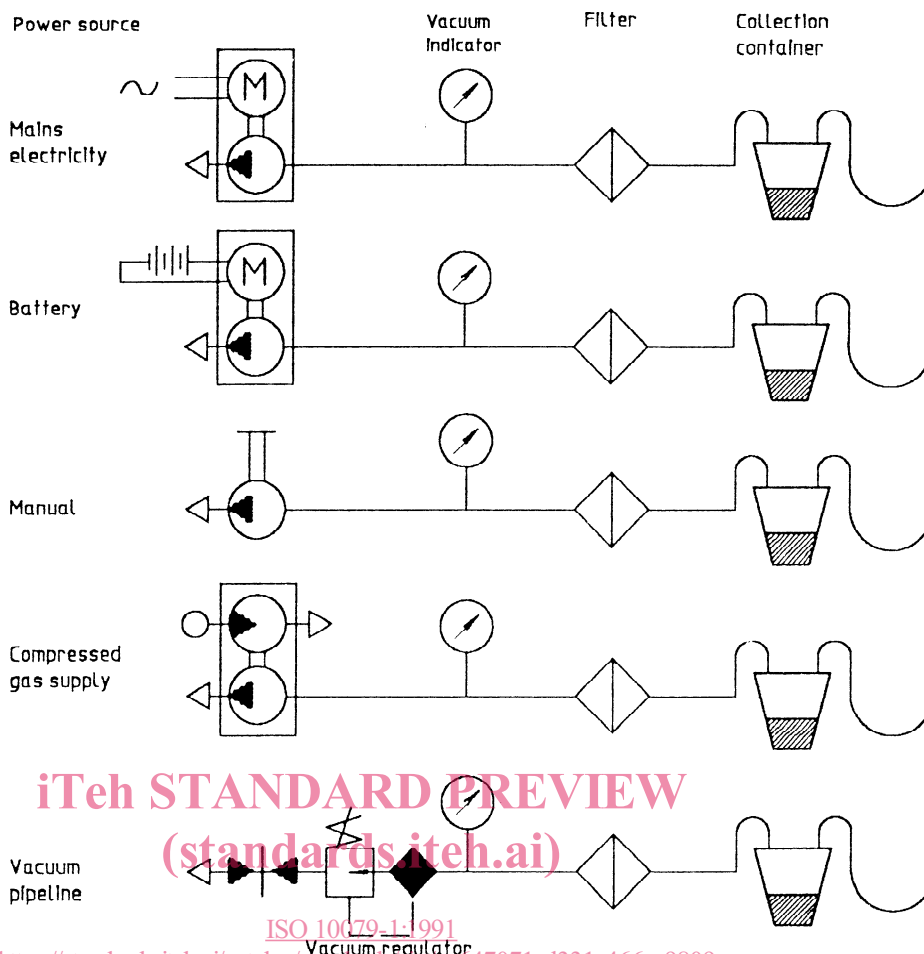 Power source
Vacuum
indicator
Filter
Collection
container
M
Mains
electricity
M
Battery
Manual
Compressed
gas supply
iTeh STANDARD PREVIEW
(standards.iteh.ai)
Vacuum
pipeline
ISO 10079-1:1991
Vacuum regulator